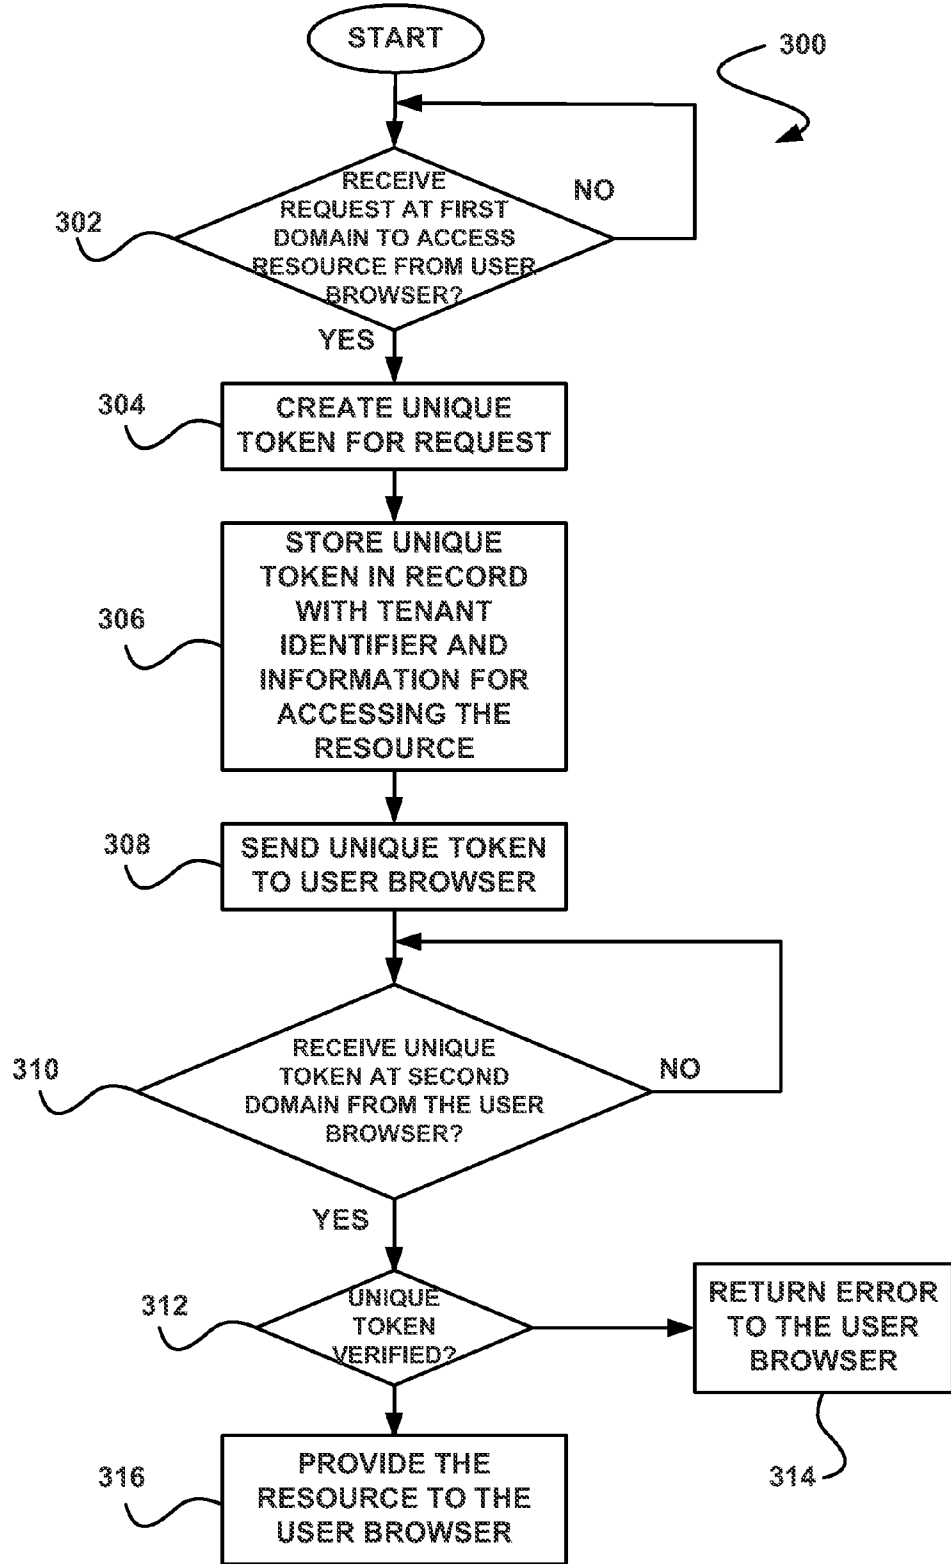 START
300
RECEIVE
REQUEST AT FIRST
DOMAIN TO ACCESS
RESOURCE FROM USER
BROWSER?
NO
302
YES
304
CREATE UNIQUE
TOKEN FOR REQUEST
306
STORE UNIQUE
TOKEN IN RECORD
WITH TENANT
IDENTIFIER AND
INFORMATION FOR
ACCESSING THE
RESOURCE
308
SEND UNIQUE TOKEN
TO USER BROWSER
310
RECEIVE UNIQUE
TOKEN AT SECOND
DOMAIN FROM THE USER
BROWSER?
NO
YES
312
UNIQUE
TOKEN
VERIFIED?
RETURN ERROR
TO THE USER
BROWSER
314
316
PROVIDE THE
RESOURCE TO THE
USER BROWSER